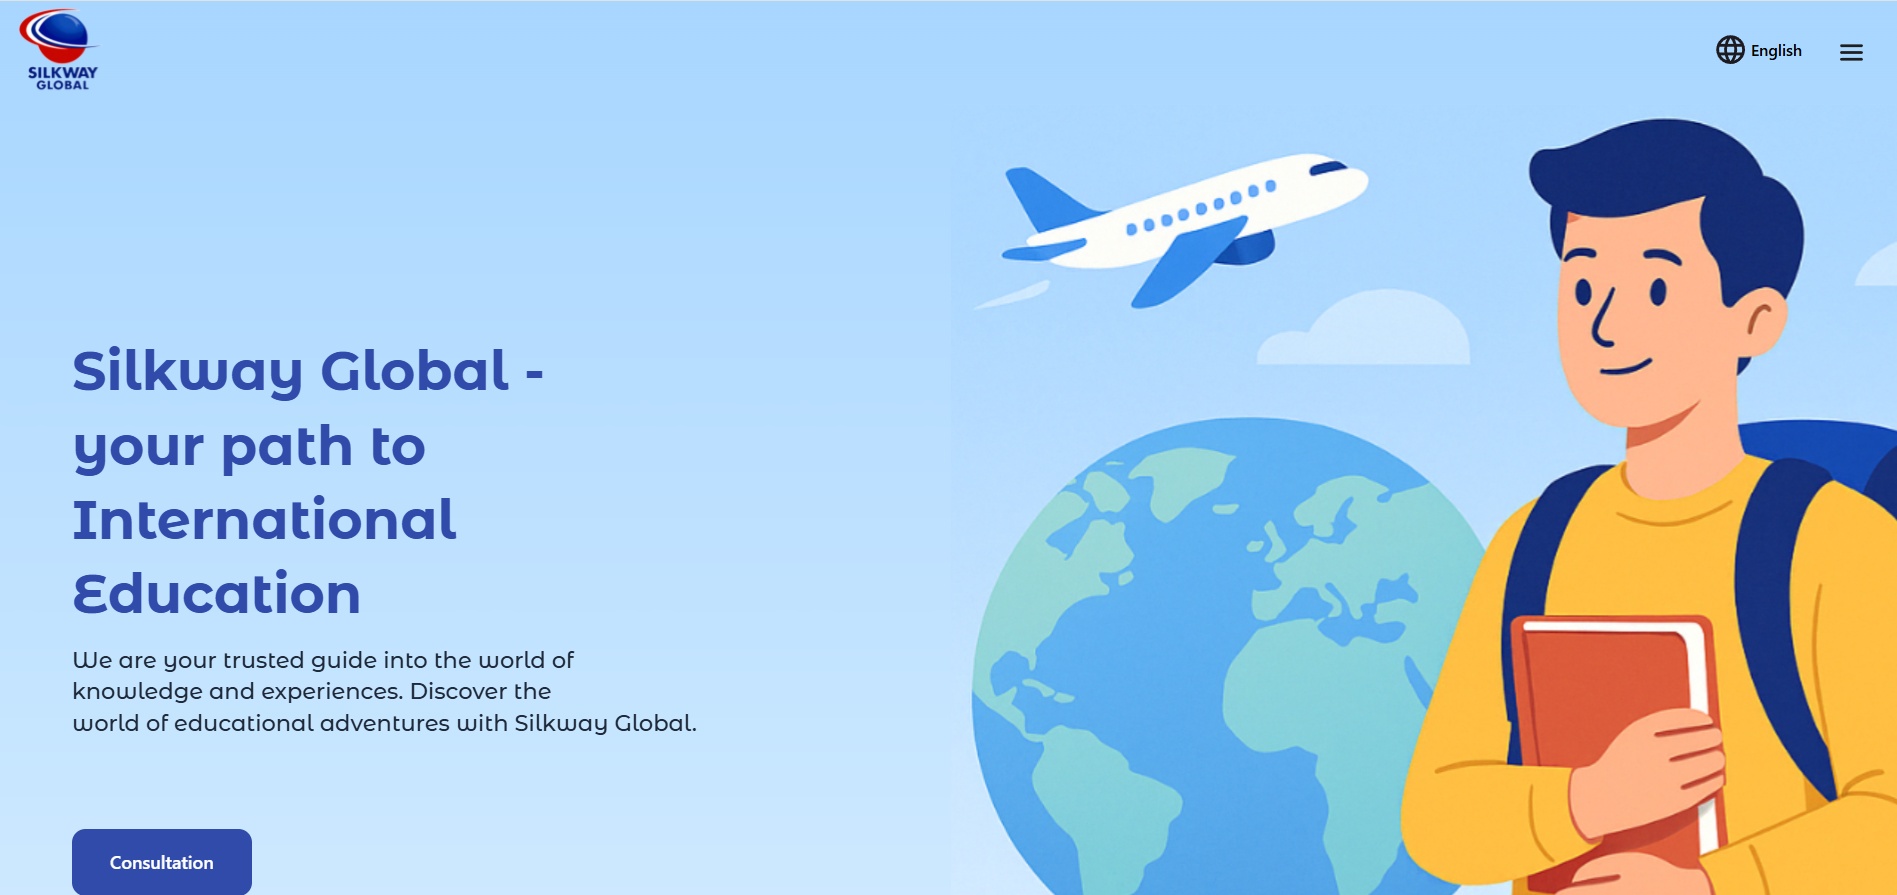 SILKWAY
GLOBAL
English
Silkway Global -
your path to
International
Education
We are your trusted guide into the world of
knowledge and experiences. Discover the
world of educational adventures with Silkway Global.
Consultation